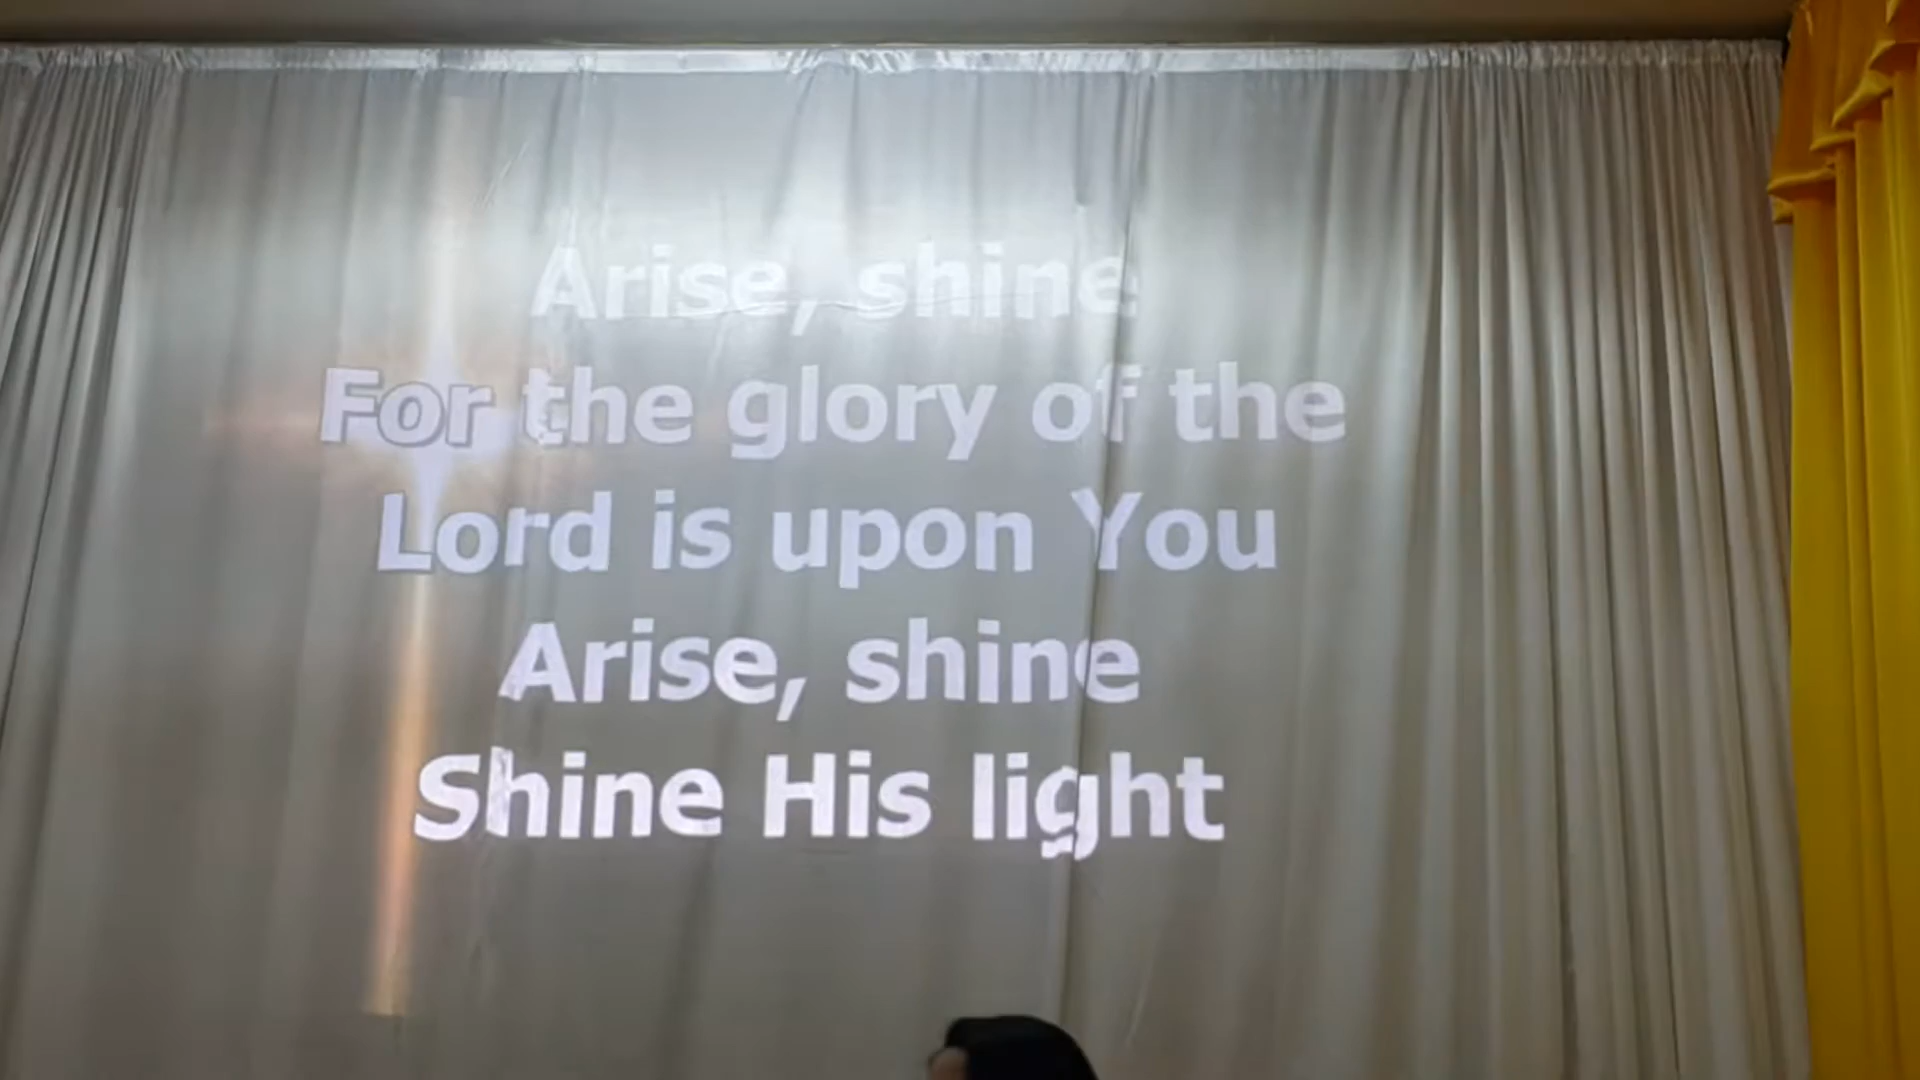 Arise, shine
For the glory of the
Lord is upon You
Arise, shine
Shine His light